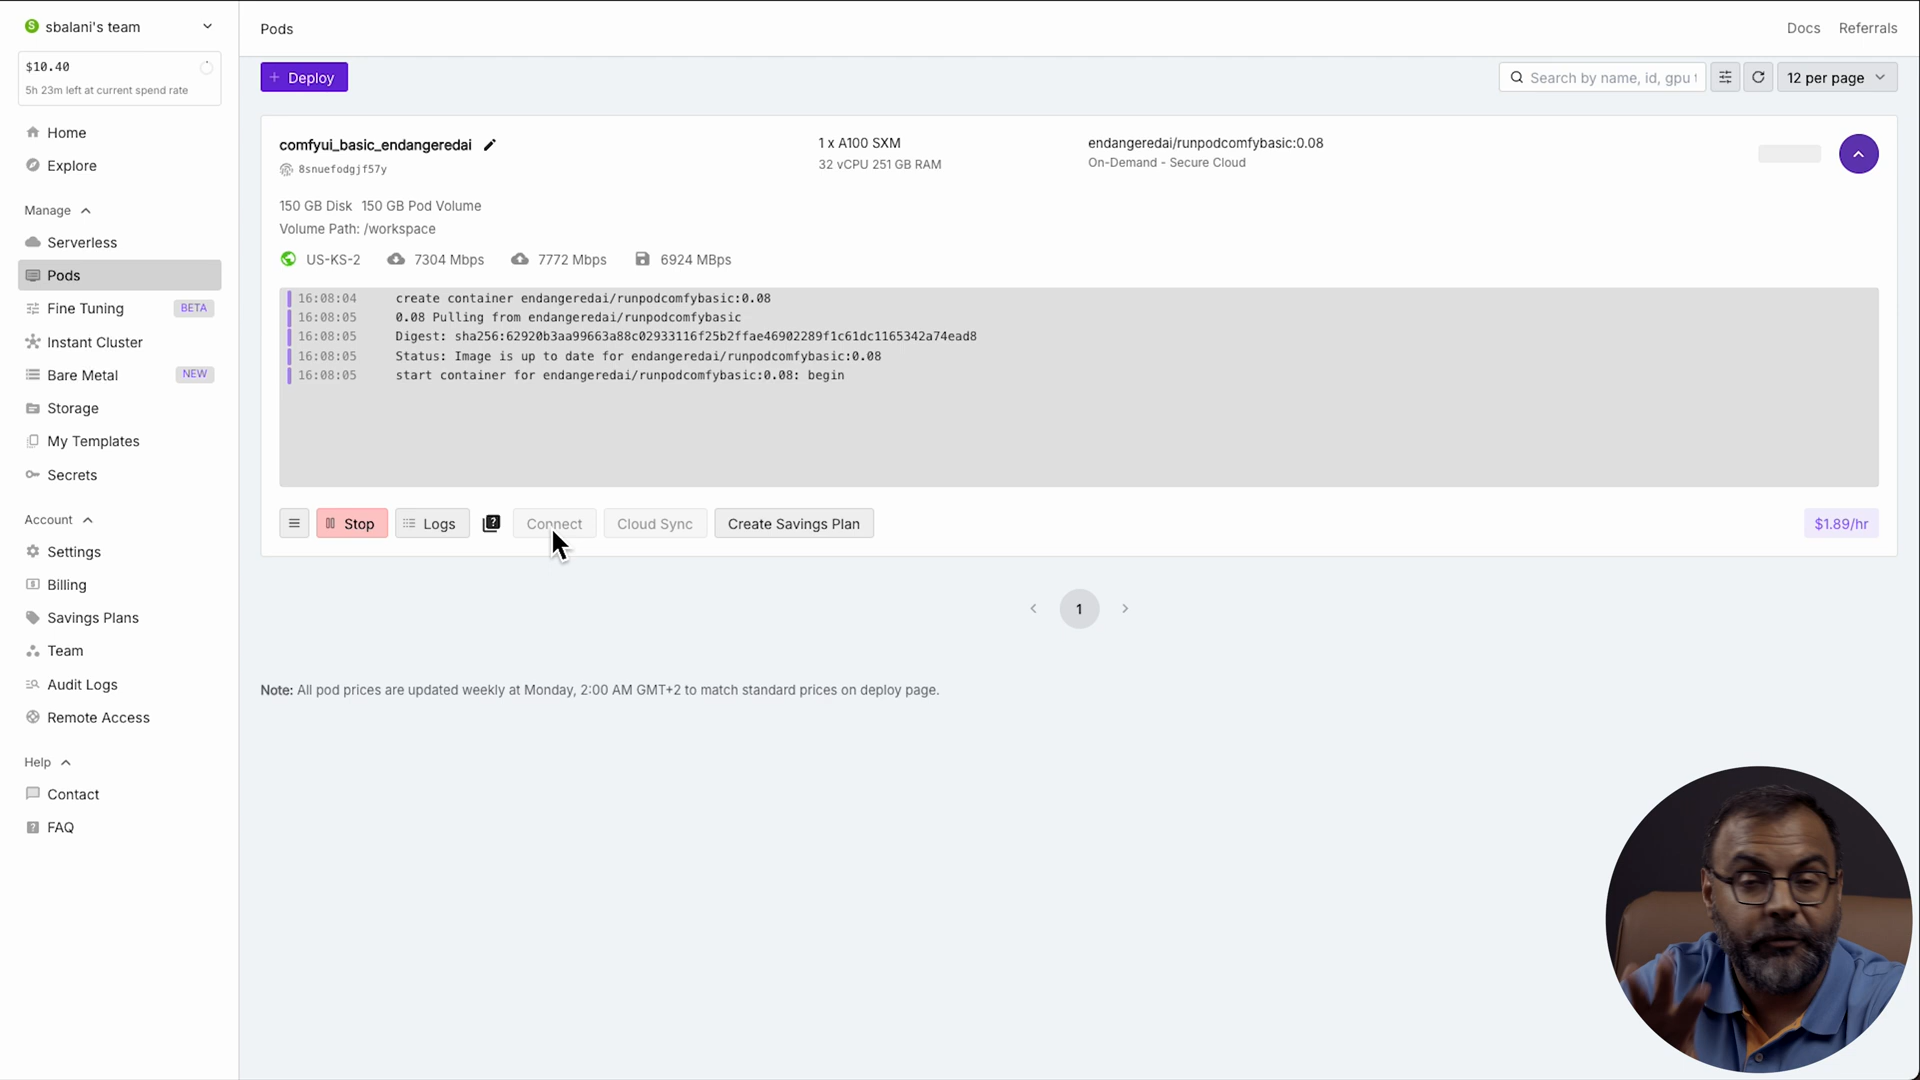 S sbalani's team
$10.40
5h 23m left at current spend rate
Home
Explore
Manage
Serverless
Pods
Fine Tuning BETA
Instant Cluster
Bare Metal NEW
Storage
My Templates
Secrets
Account
Settings
Billing
Savings Plans
Team
Audit Logs
Remote Access
Help
Contact
FAQ
Pods
Docs Referrals
+ Deploy
Search by name, id, gpu t
12 per page
comfyui_basic_endangeredai
8snuefodgjf57y
1 x A100 SXM
32 vCPU 251 GB RAM
endangeredai/runpodcomfybasic:0.08
On-Demand - Secure Cloud
150 GB Disk 150 GB Pod Volume
Volume Path: /workspace
US-KS-2 7304 Mbps 7772 Mbps 6924 MBps
16:08:04 create container endangeredai/runpodcomfybasic:0.08
16:08:05 0.08 Pulling from endangeredai/runpodcomfybasic
16:08:05 Digest: sha256:62920b3aa99663a88c02933116f25b2ffae46902289f1c61dc1165342a74ead8
16:08:05 Status: Image is up to date for endangeredai/runpodcomfybasic:0.08
16:08:05 start container for endangeredai/runpodcomfybasic:0.08: begin
Stop Logs Connect Cloud Sync Create Savings Plan $1.89/hr
1
Note: All pod prices are updated weekly at Monday, 2:00 AM GMT+2 to match standard prices on deploy page.